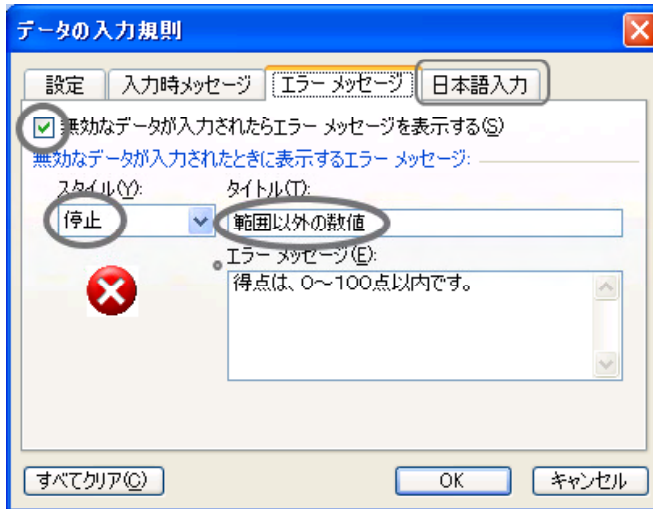 データの入力規則
設定 入力時メッセージ エラー メッセージ 日本語入力
無効なデータが入力されたらエラー メッセージを表示する(S)
無効なデータが入力されたときに表示するエラー メッセージ:
スタイル(Y): タイトル(T):
停止 範囲以外の数値
エラー メッセージ(E):
得点は、0～100点以内です。
すべてクリア(C) OK キャンセル